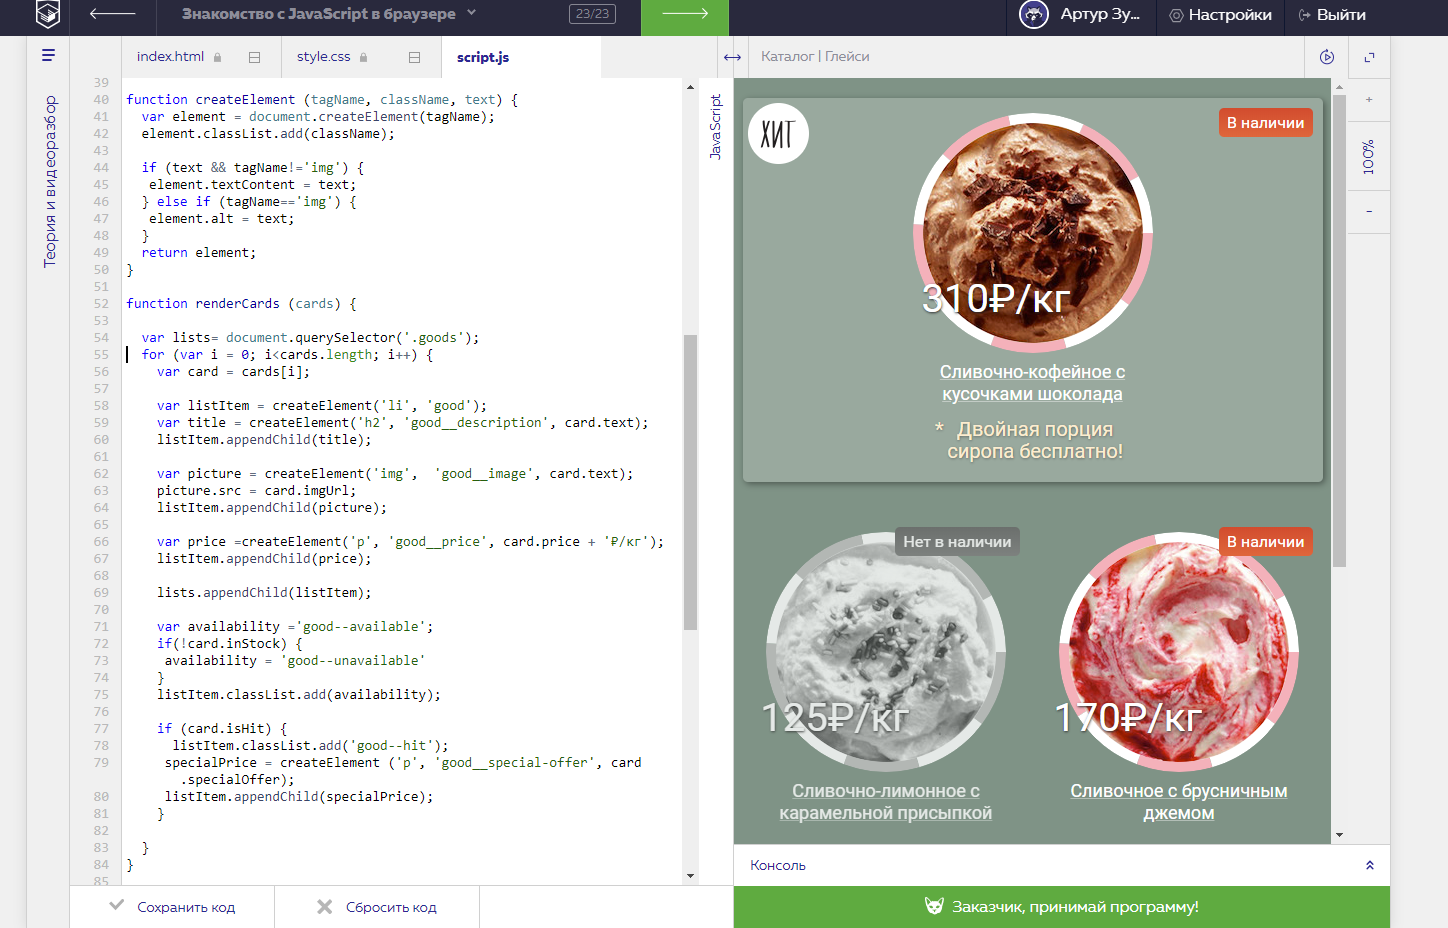 Знакомство с JavaScript в браузере
23/23
Артур Зу...
Настройки
Выйти
Теория и видеоразбор
index.html
style.css
script.js
39
40 function createElement (tagName, className, text) {
41 var element = document.createElement(tagName);
42 element.classList.add(className);
43
44 if (text && tagName!='img') {
45 element.textContent = text;
46 } else if (tagName=='img') {
47 element.alt = text;
48 }
49 return element;
50 }
51
52 function renderCards (cards) {
53
54 var lists= document.querySelector('.goods');
55 for (var i = 0; i<cards.length; i++) {
56 var card = cards[i];
57
58 var listItem = createElement('li', 'good');
59 var title = createElement('h2', 'good__description', card.text);
60 listItem.appendChild(title);
61
62 var picture = createElement('img',  'good__image', card.text);
63 picture.src = card.imgUrl;
64 listItem.appendChild(picture);
65
66 var price =createElement('p', 'good__price', card.price + '₽/кг');
67 listItem.appendChild(price);
68
69 lists.appendChild(listItem);
70
71 var availability ='good--available';
72 if(!card.inStock) {
73 availability = 'good--unavailable'
74 }
75 listItem.classList.add(availability);
76
77 if (card.isHit) {
78 listItem.classList.add('good--hit');
79 specialPrice = createElement ('p', 'good__special-offer', card
.specialOffer);
80 listItem.appendChild(specialPrice);
81 }
82
83 }
84 }
85
Сохранить код
Сбросить код
JavaScript
Каталог | Глейси
+
100%
-
ХИТ
В наличии
310₽/кг
Сливочно-кофейное с
кусочками шоколада
* Двойная порция
сиропа бесплатно!
Нет в наличии
125₽/кг
Сливочно-лимонное с
карамельной присыпкой
В наличии
170₽/кг
Сливочное с брусничным
джемом
Консоль
Заказчик, принимай программу!